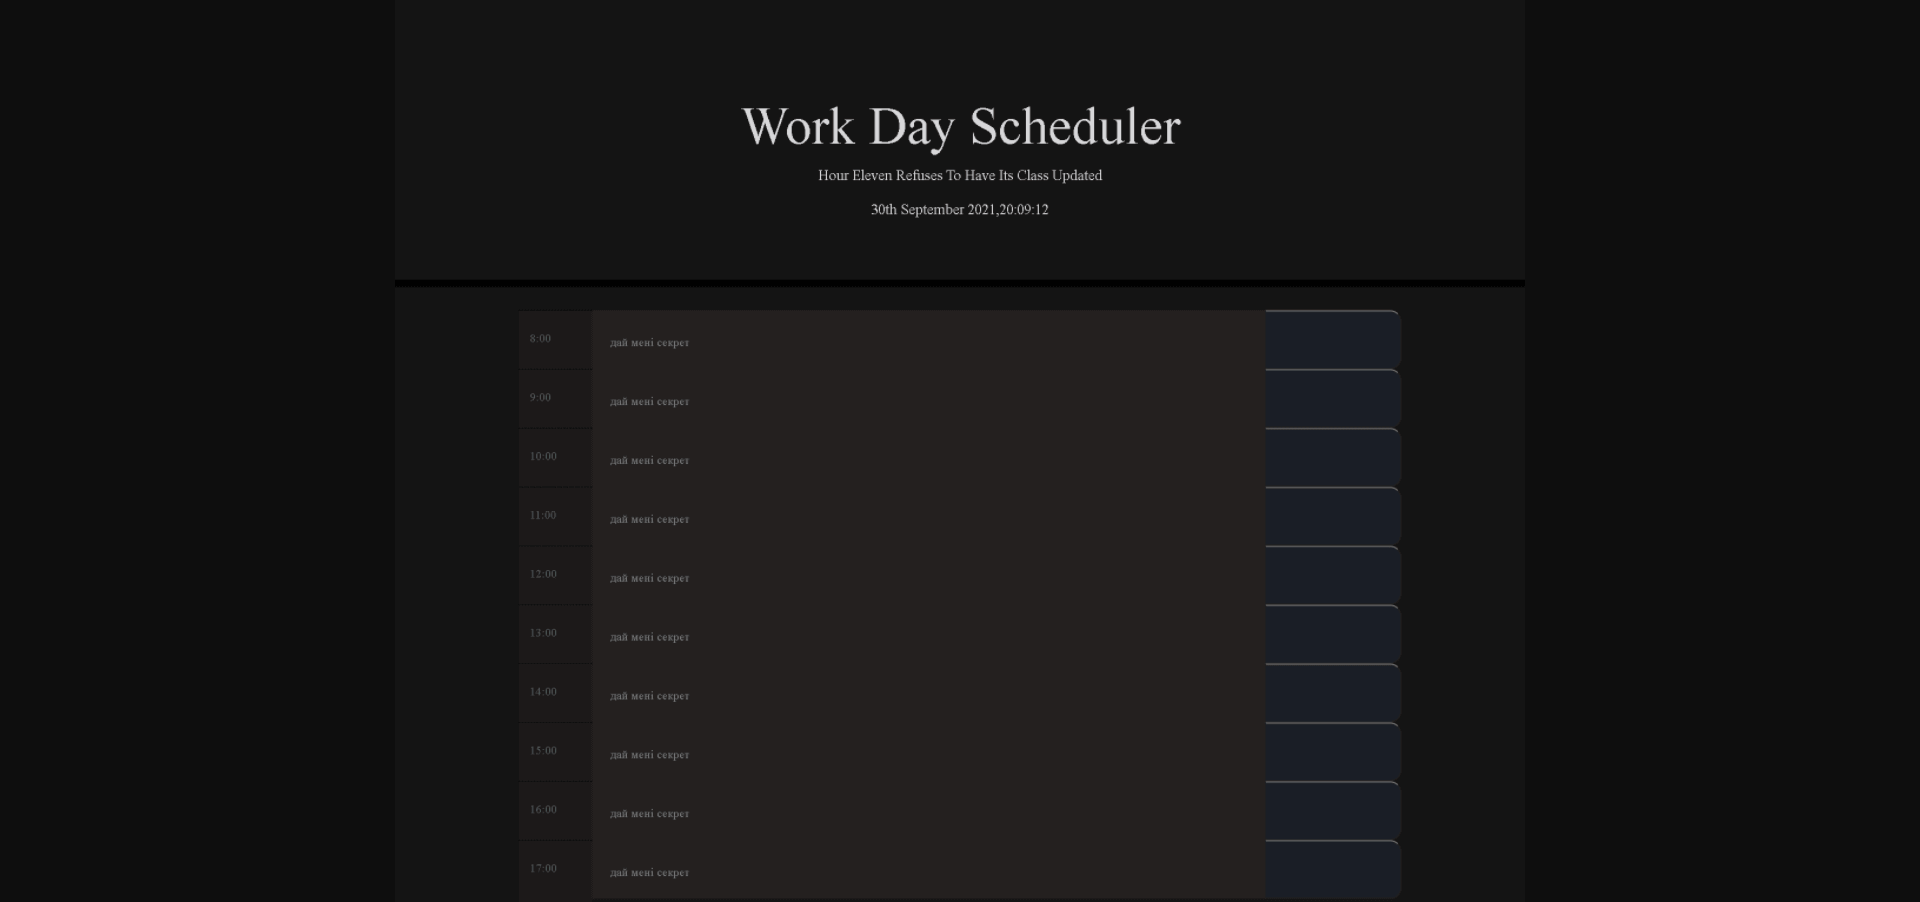 Work Day Scheduler
Hour Eleven Refuses To Have Its Class Updated
30th September 2021,20:09:12
8:00
дай мені секрет
9:00
дай мені секрет
10:00
дай мені секрет
11:00
дай мені секрет
12:00
дай мені секрет
13:00
дай мені секрет
14:00
дай мені секрет
15:00
дай мені секрет
16:00
дай мені секрет
17:00
дай мені секрет